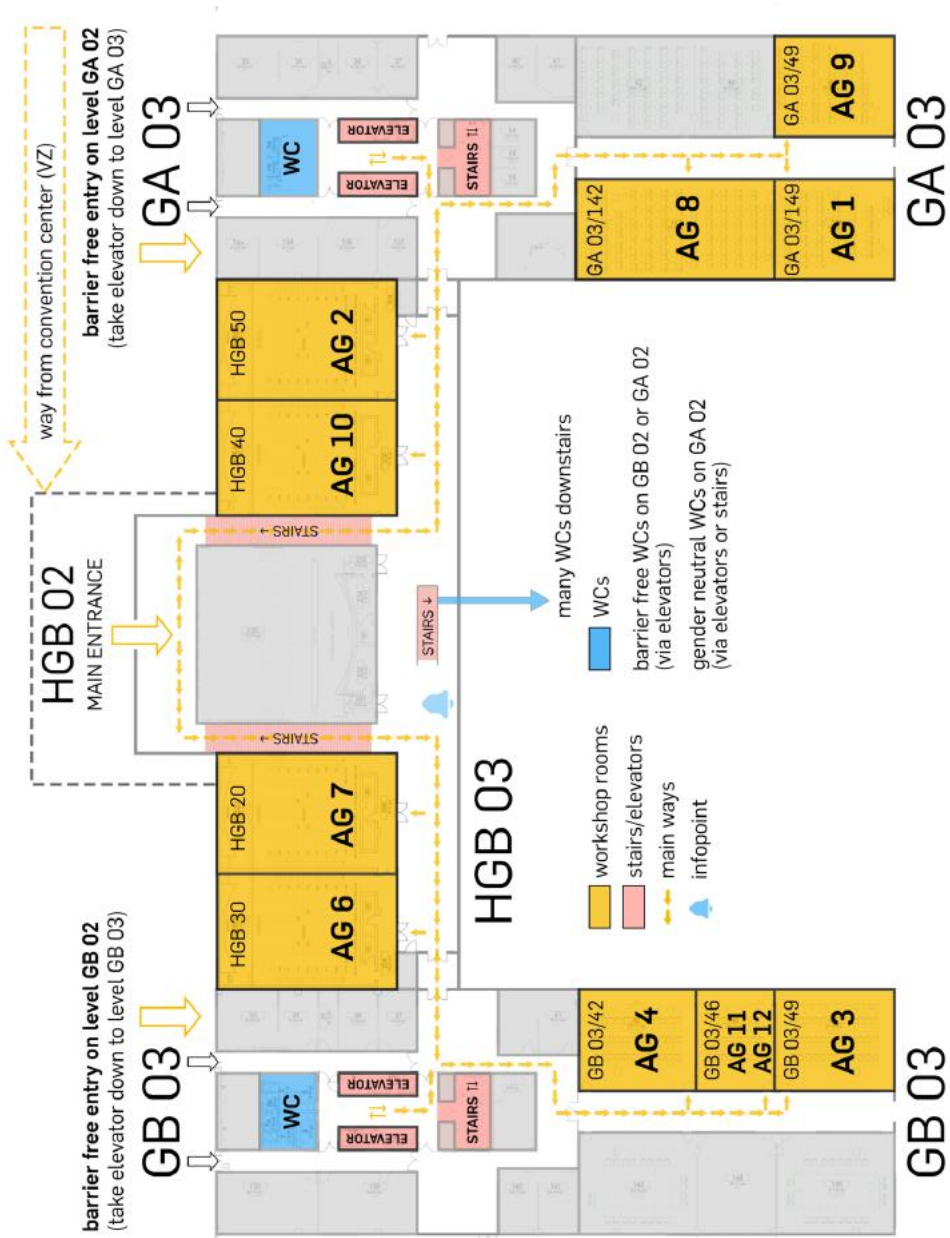 way from convention center (VZ)
barrier free entry on level GB 02
(take elevator down to level GB 03)
GB 03
HGB 02
MAIN ENTRANCE
barrier free entry on level GA 02
(take elevator down to level GA 03)
GA 03
WC
ELEVATOR
ELEVATOR
STAIRS ↑↓
HGB 30
AG 6
HGB 20
AG 7
STAIRS →
STAIRS →
HGB 40
AG 10
HGB 50
AG 2
WC
ELEVATOR
ELEVATOR
STAIRS ↑↓
STAIRS ↓
HGB 03
many WCs downstairs
workshop rooms
stairs/elevators
main ways
infopoint
WCs
barrier free WCs on GB 02 or GA 02
(via elevators)
gender neutral WCs on GA 02
(via elevators or stairs)
GB 03/42
AG 4
GB 03/46
AG 11
AG 12
GB 03/49
AG 3
GB 03
GA 03/142
AG 8
GA 03/149
AG 1
GA 03/49
AG 9
GA 03